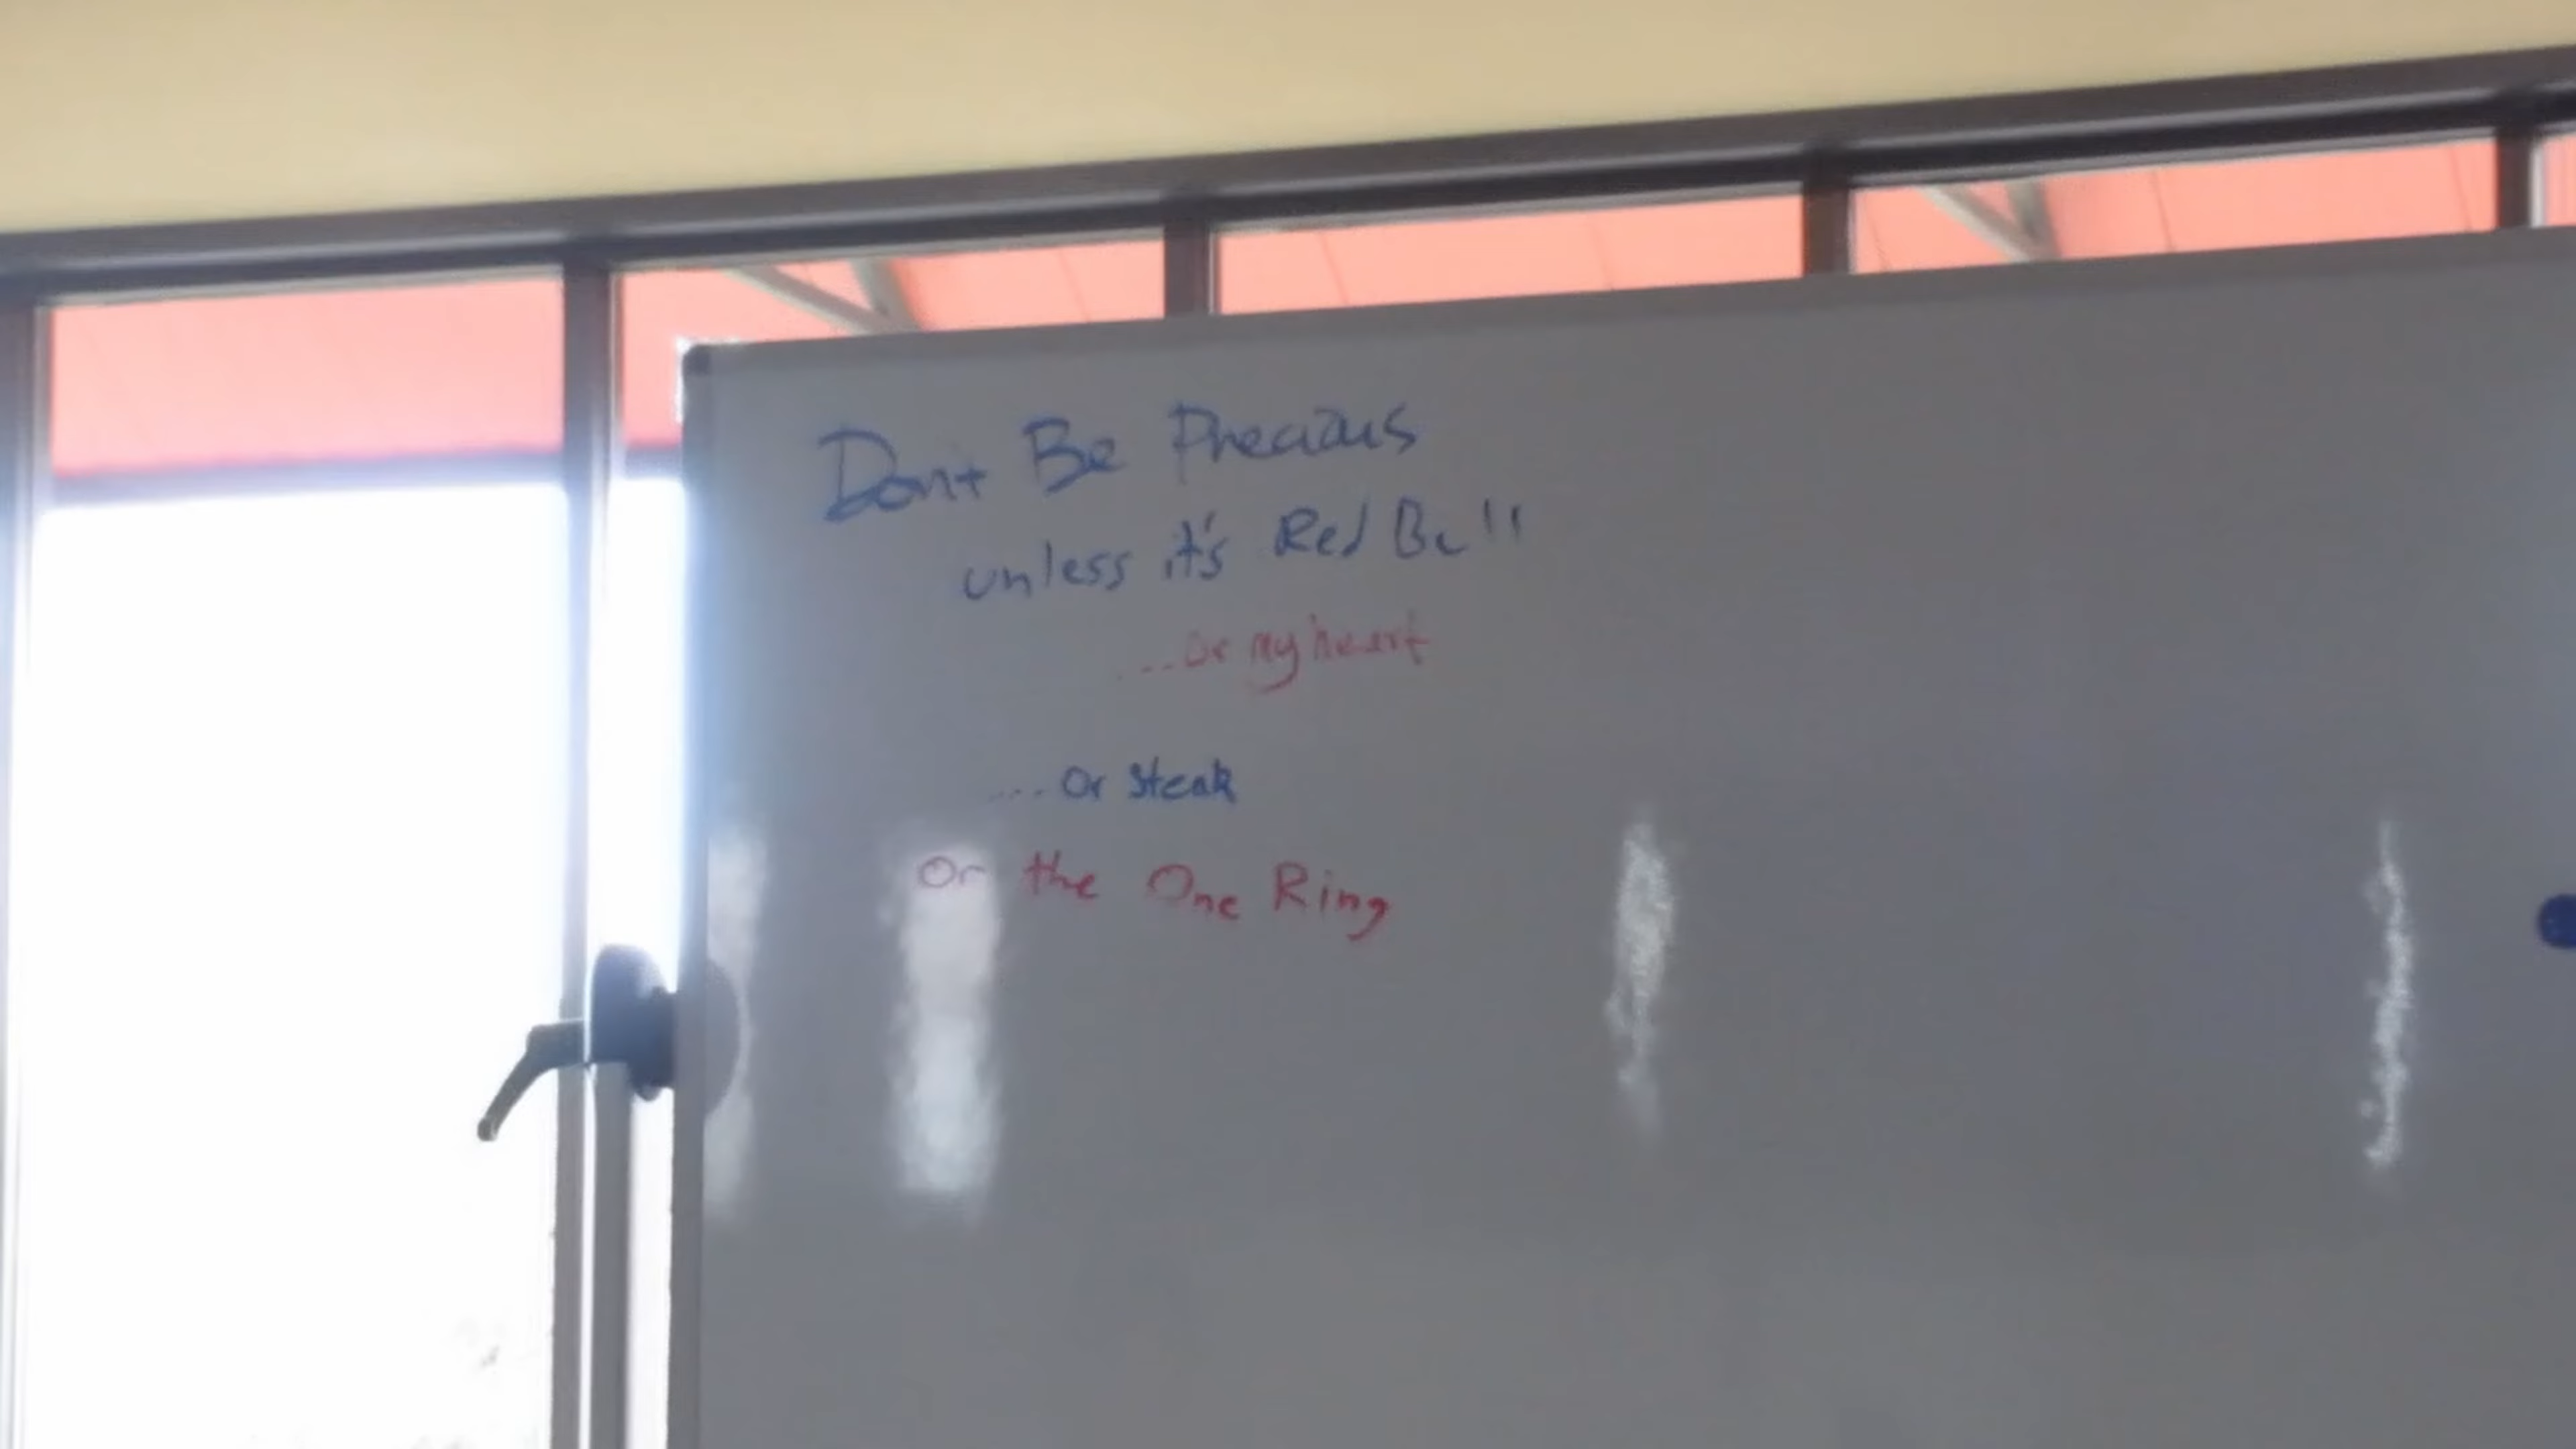 Don't Be Precious
unless it's Red Bull
...or my heart
....Or Steak
Or the One Ring